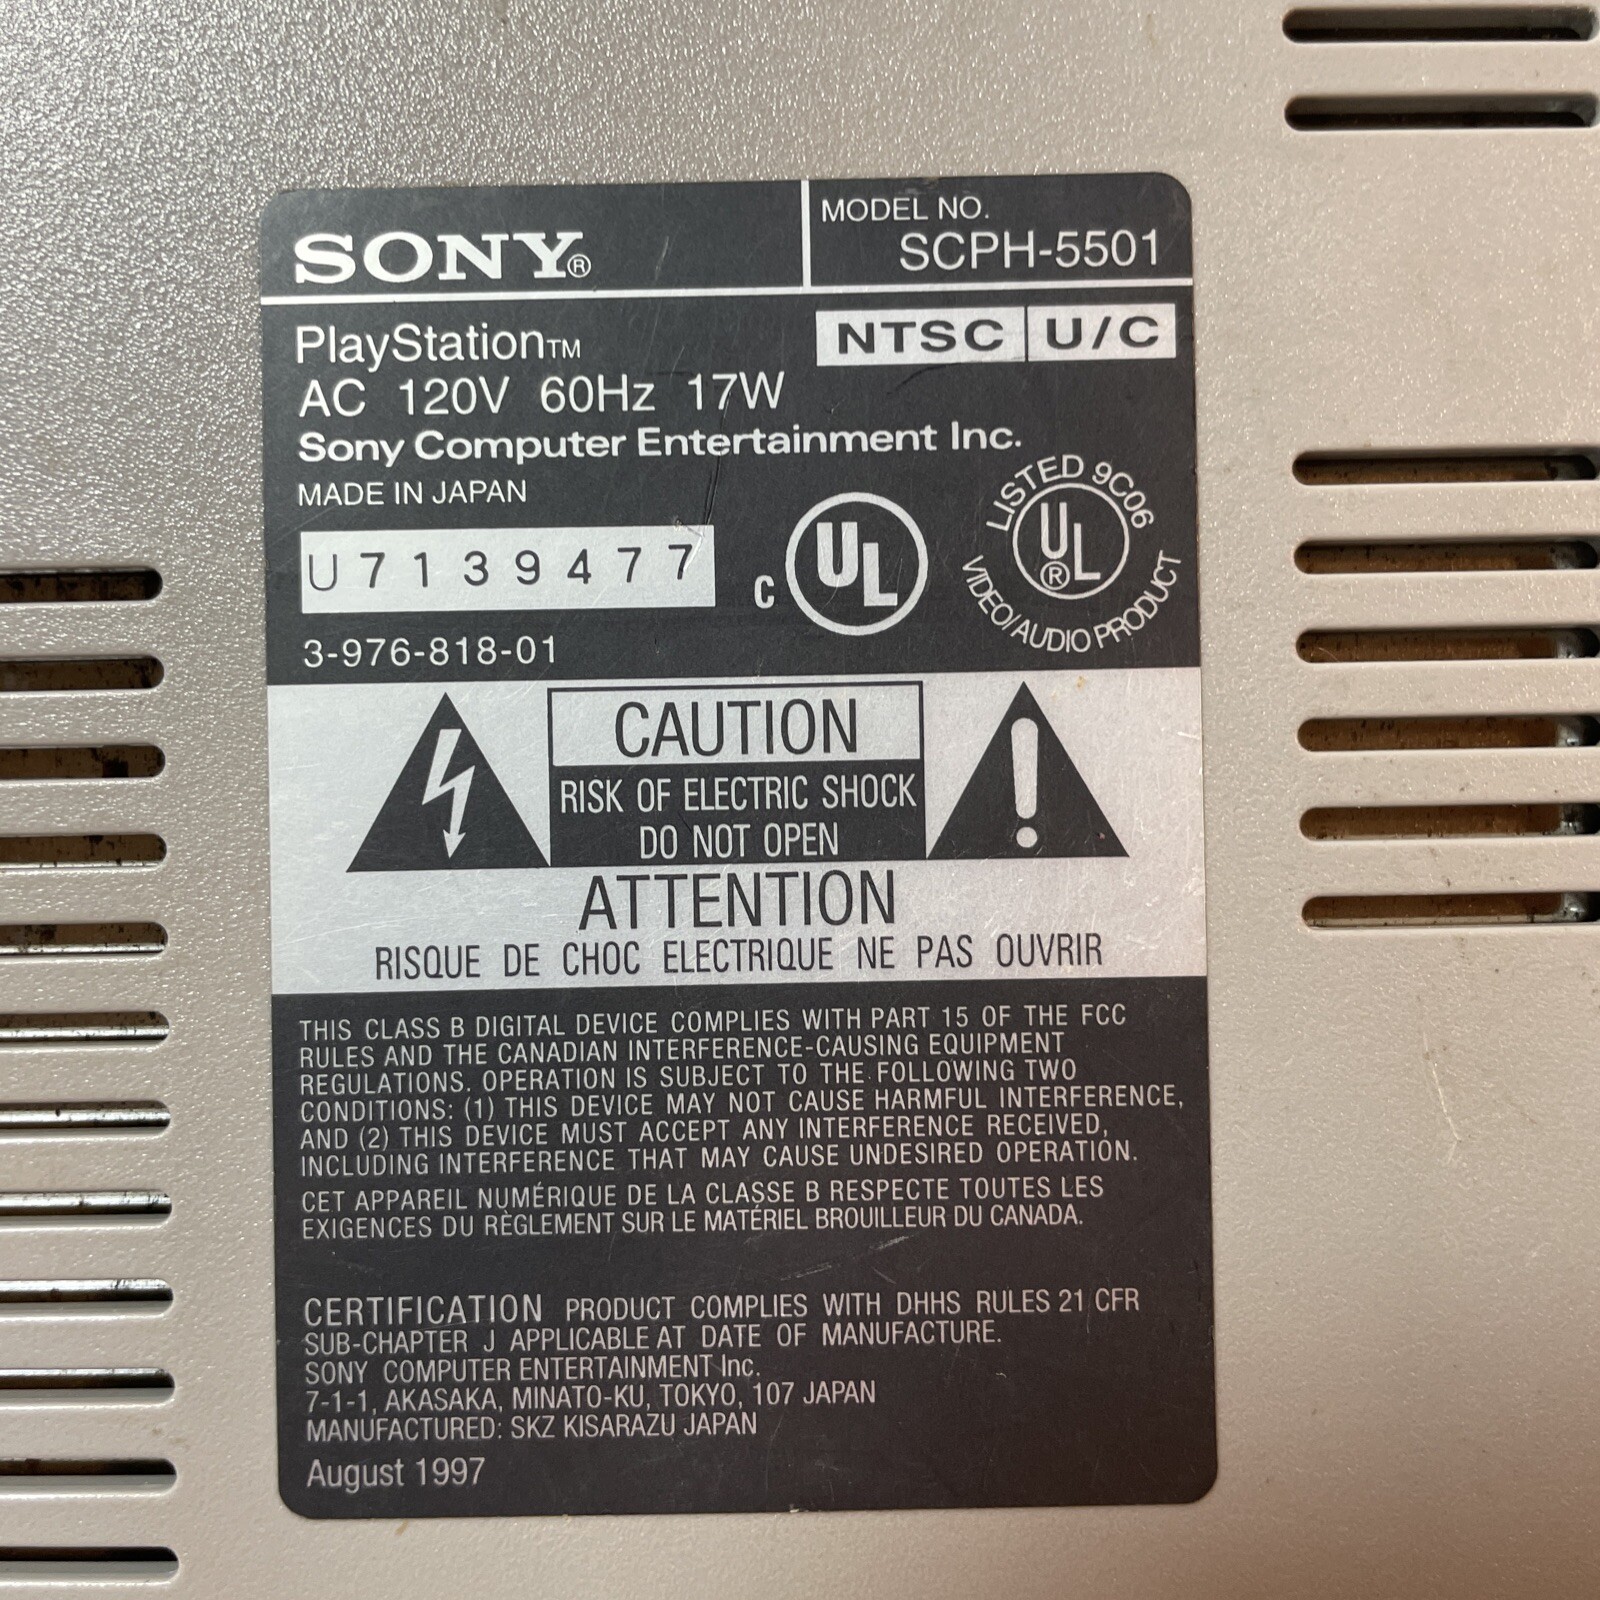 SONY®
MODEL NO.
SCPH-5501
PlayStation™
NTSC U/C
AC 120V 60Hz 17W
Sony Computer Entertainment Inc.
MADE IN JAPAN
U7139477
C UL
LISTED 9C06
UL®
VIDEO/AUDIO PRODUCT
3-976-818-01
CAUTION
RISK OF ELECTRIC SHOCK
DO NOT OPEN
ATTENTION
RISQUE DE CHOC ELECTRIQUE NE PAS OUVRIR
THIS CLASS B DIGITAL DEVICE COMPLIES WITH PART 15 OF THE FCC
RULES AND THE CANADIAN INTERFERENCE-CAUSING EQUIPMENT
REGULATIONS. OPERATION IS SUBJECT TO THE FOLLOWING TWO
CONDITIONS: (1) THIS DEVICE MAY NOT CAUSE HARMFUL INTERFERENCE,
AND (2) THIS DEVICE MUST ACCEPT ANY INTERFERENCE RECEIVED,
INCLUDING INTERFERENCE THAT MAY CAUSE UNDESIRED OPERATION.
CET APPAREIL NUMÉRIQUE DE LA CLASSE B RESPECTE TOUTES LES
EXIGENCES DU RÈGLEMENT SUR LE MATÉRIEL BROUILLEUR DU CANADA.
CERTIFICATION PRODUCT COMPLIES WITH DHHS RULES 21 CFR
SUB-CHAPTER J APPLICABLE AT DATE OF MANUFACTURE.
SONY COMPUTER ENTERTAINMENT Inc.
7-1-1, AKASAKA, MINATO-KU, TOKYO, 107 JAPAN
MANUFACTURED: SKZ KISARAZU JAPAN
August 1997